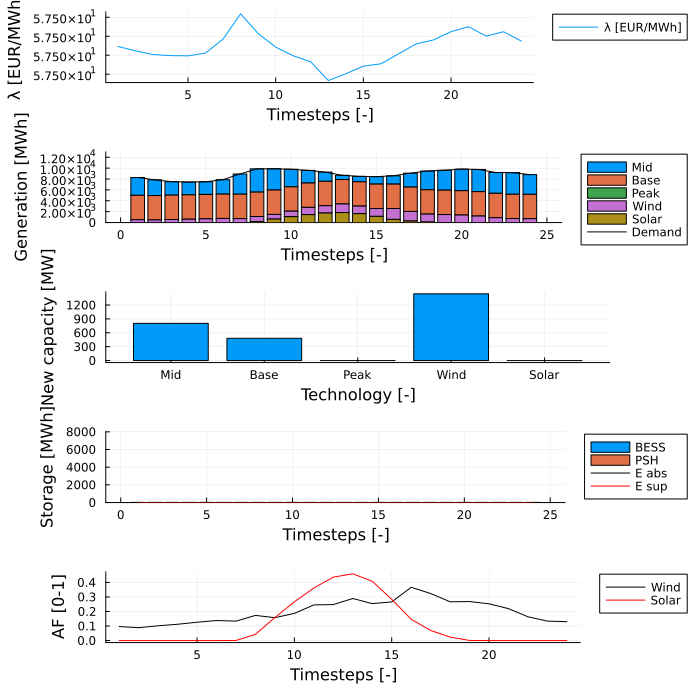 λ [EUR/MWh]
5.750×10¹
5.750×10¹
5.750×10¹
5.750×10¹
5 10 15 20
Timesteps [-]
λ [EUR/MWh]
Generation [MWh]
1.20×10⁴
1.00×10⁴
8.00×10³
6.00×10³
4.00×10³
2.00×10³
0
0 5 10 15 20 25
Timesteps [-]
Mid
Base
Peak
Wind
Solar
Demand
New capacity [MW]
1200
900
600
300
0
Mid Base Peak Wind Solar
Technology [-]
Storage [MWh]
8000
6000
4000
2000
0
0 5 10 15 20 25
Timesteps [-]
BESS
PSH
E abs
E sup
AF [0-1]
0.4
0.3
0.2
0.1
0.0
5 10 15 20
Timesteps [-]
Wind
Solar